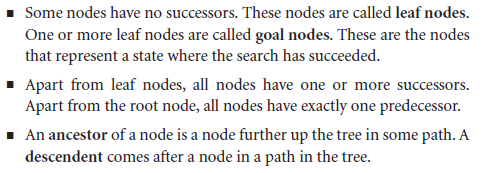 ▪ Some nodes have no successors. These nodes are called leaf nodes.
One or more leaf nodes are called goal nodes. These are the nodes
that represent a state where the search has succeeded.
▪ Apart from leaf nodes, all nodes have one or more successors.
Apart from the root node, all nodes have exactly one predecessor.
▪ An ancestor of a node is a node further up the tree in some path. A
descendent comes after a node in a path in the tree.